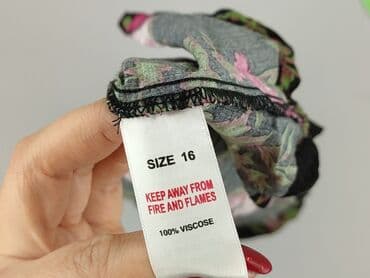 SIZE 16
KEEP AWAY FROM
FIRE AND FLAMES
100% VISCOSE